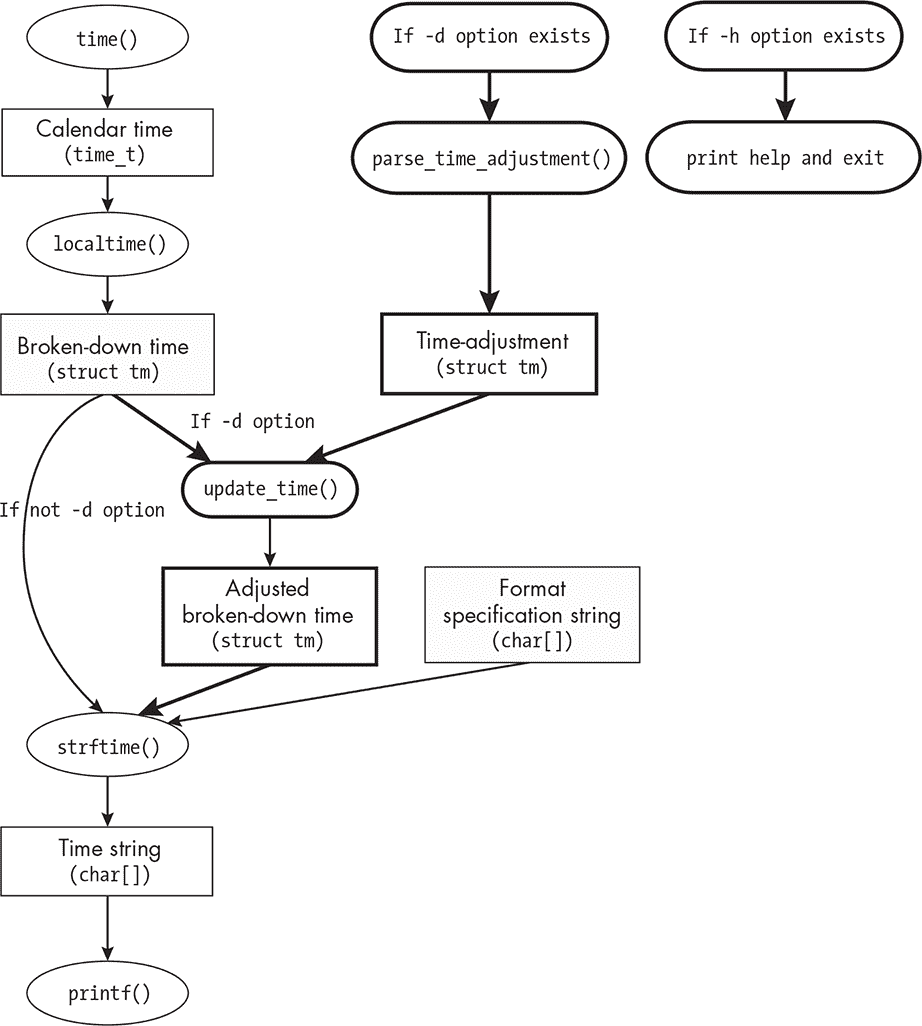 time()
If -d option exists
If -h option exists
Calendar time
(time_t)
parse_time_adjustment()
print help and exit
localtime()
Broken-down time
(struct tm)
Time-adjustment
(struct tm)
If -d option
update_time()
If not -d option
Adjusted
broken-down time
(struct tm)
Format
specification string
(char[])
strftime()
Time string
(char[])
printf()